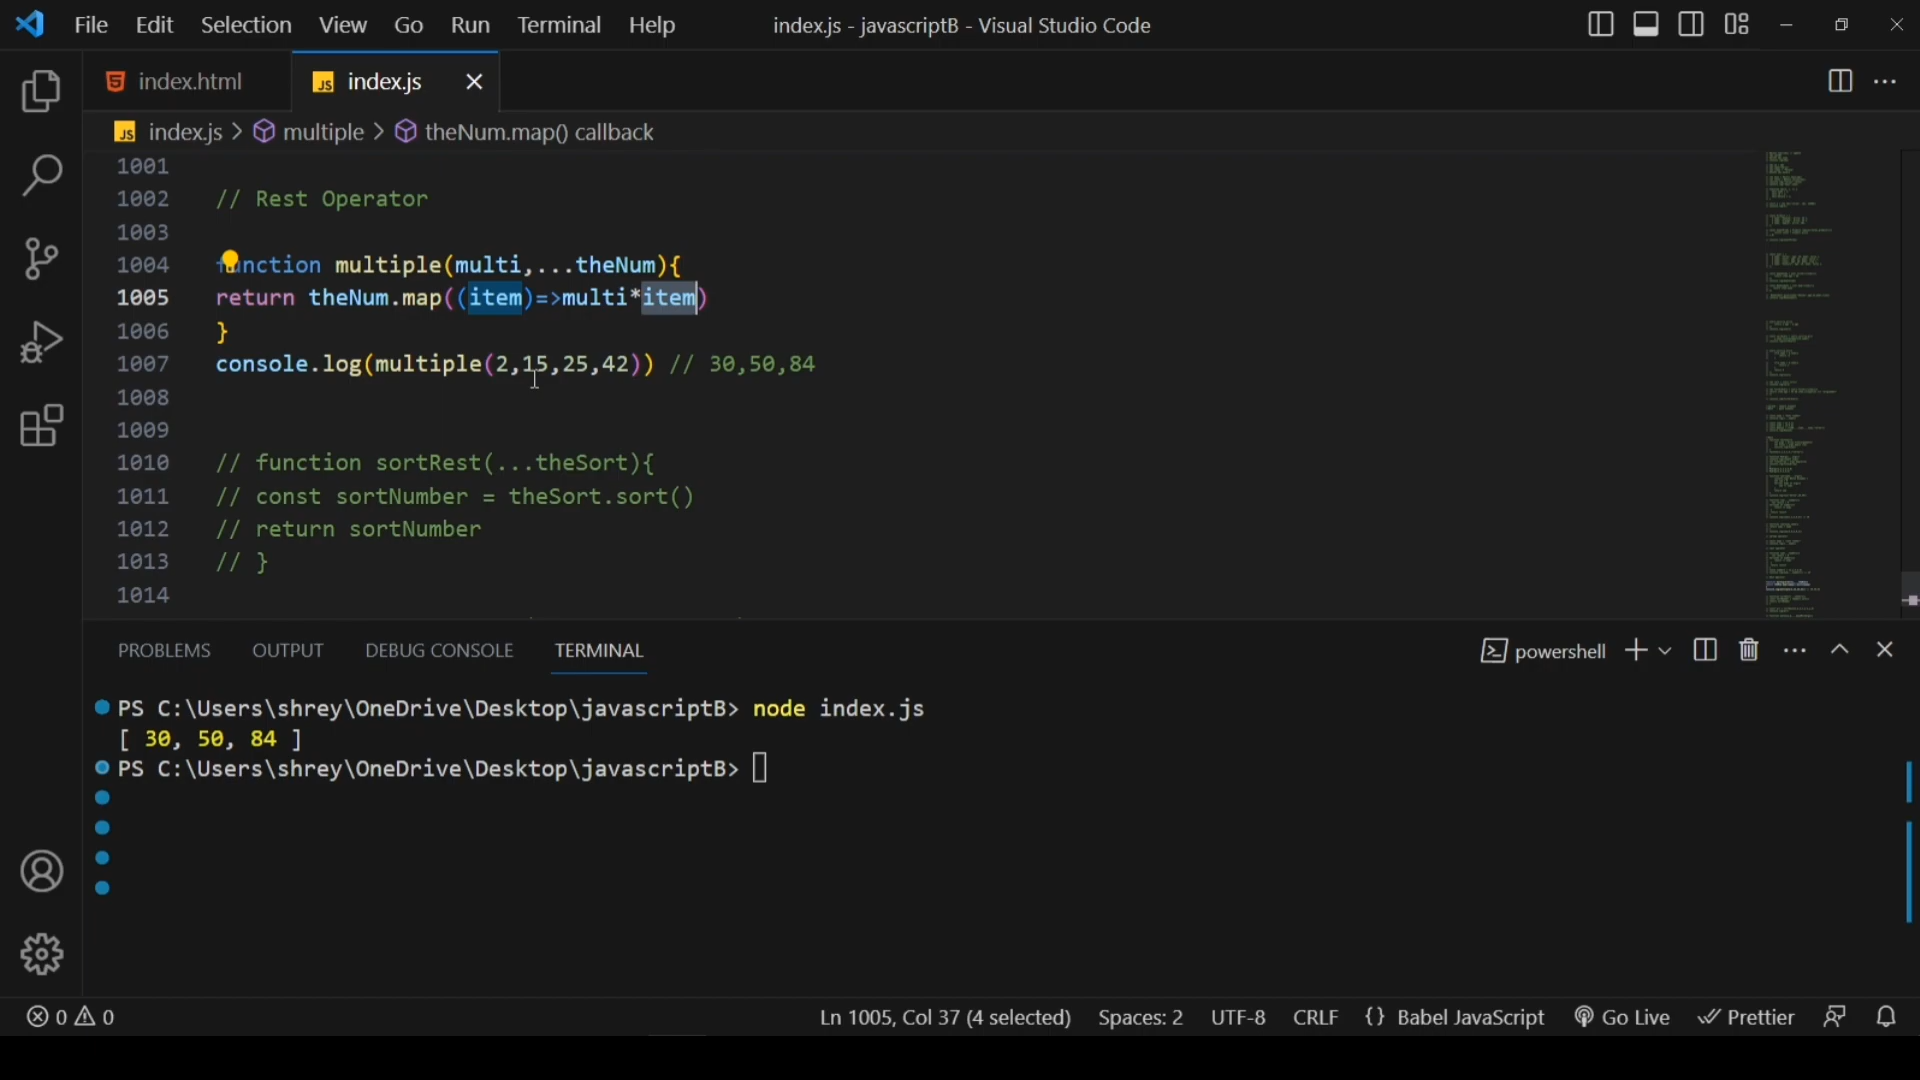 File Edit Selection View Go Run Terminal Help index.js - javascriptB - Visual Studio Code
index.html JS index.js
JS index.js > multiple > theNum.map() callback
1001
1002 // Rest Operator
1003
1004 function multiple(multi,...theNum){
1005 return theNum.map((item)=>multi*item)
1006 }
1007 console.log(multiple(2,15,25,42)) // 30,50,84
1008
1009
1010 // function sortRest(...theSort){
1011 // const sortNumber = theSort.sort()
1012 // return sortNumber
1013 // }
1014
PROBLEMS OUTPUT DEBUG CONSOLE TERMINAL powershell
PS C:\Users\shrey\OneDrive\Desktop\javascriptB> node index.js
[ 30, 50, 84 ]
PS C:\Users\shrey\OneDrive\Desktop\javascriptB>
0 0 Ln 1005, Col 37 (4 selected) Spaces: 2 UTF-8 CRLF {} Babel JavaScript Go Live Prettier